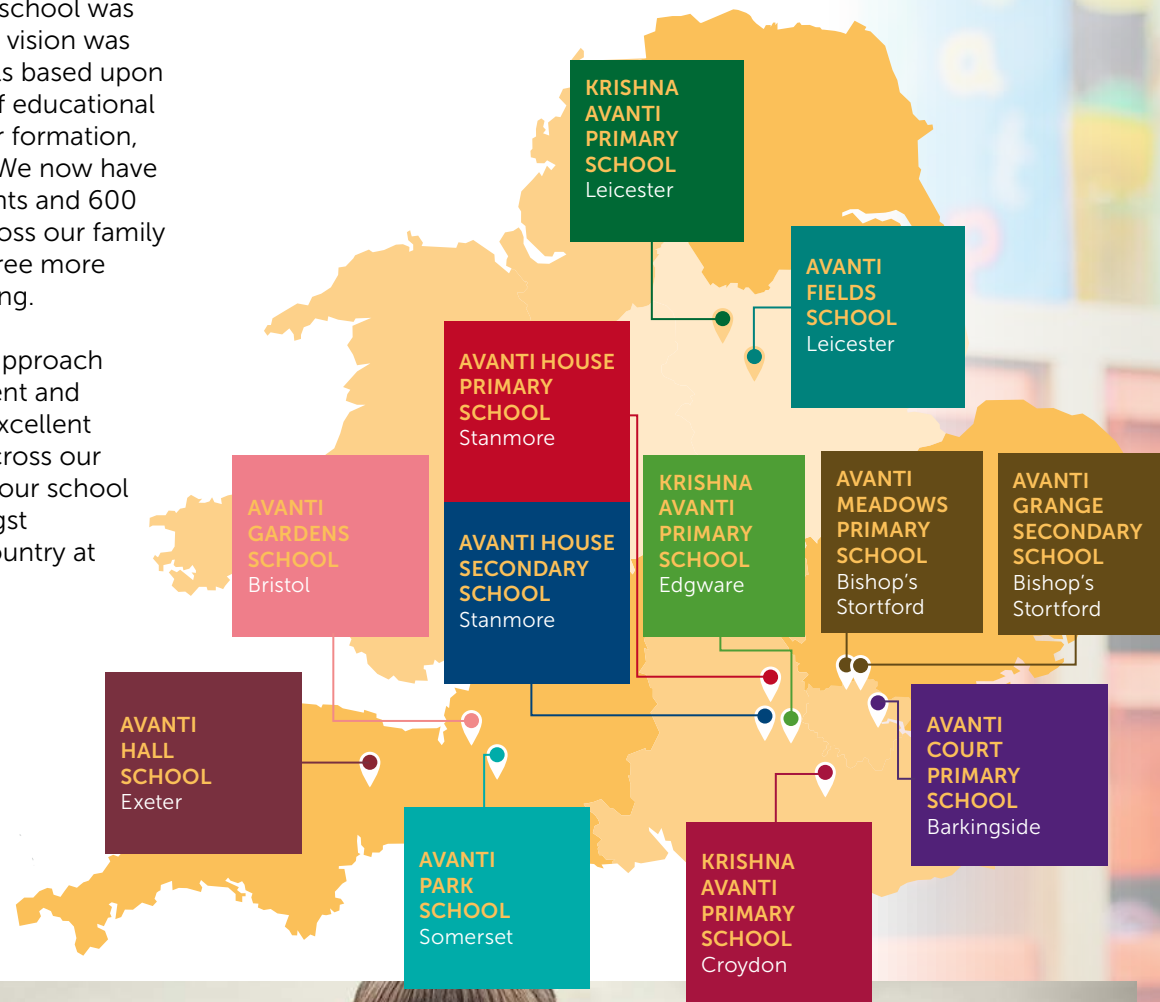 school was
vision was
s based upon
f educational
r formation,
We now have
nts and 600
oss our family
ree more
ng.
pproach
ent and
xcellent
cross our
our school
gst
ountry at
KRISHNA
AVANTI
PRIMARY
SCHOOL
Leicester
AVANTI
FIELDS
SCHOOL
Leicester
AVANTI HOUSE
PRIMARY
SCHOOL
Stanmore
AVANTI HOUSE
SECONDARY
SCHOOL
Stanmore
AVANTI
GARDENS
SCHOOL
Bristol
KRISHNA
AVANTI
PRIMARY
SCHOOL
Edgware
AVANTI
MEADOWS
PRIMARY
SCHOOL
Bishop's
Stortford
AVANTI
GRANGE
SECONDARY
SCHOOL
Bishop's
Stortford
AVANTI
HALL
SCHOOL
Exeter
AVANTI
PARK
SCHOOL
Somerset
KRISHNA
AVANTI
PRIMARY
SCHOOL
Croydon
AVANTI
COURT
PRIMARY
SCHOOL
Barkingside